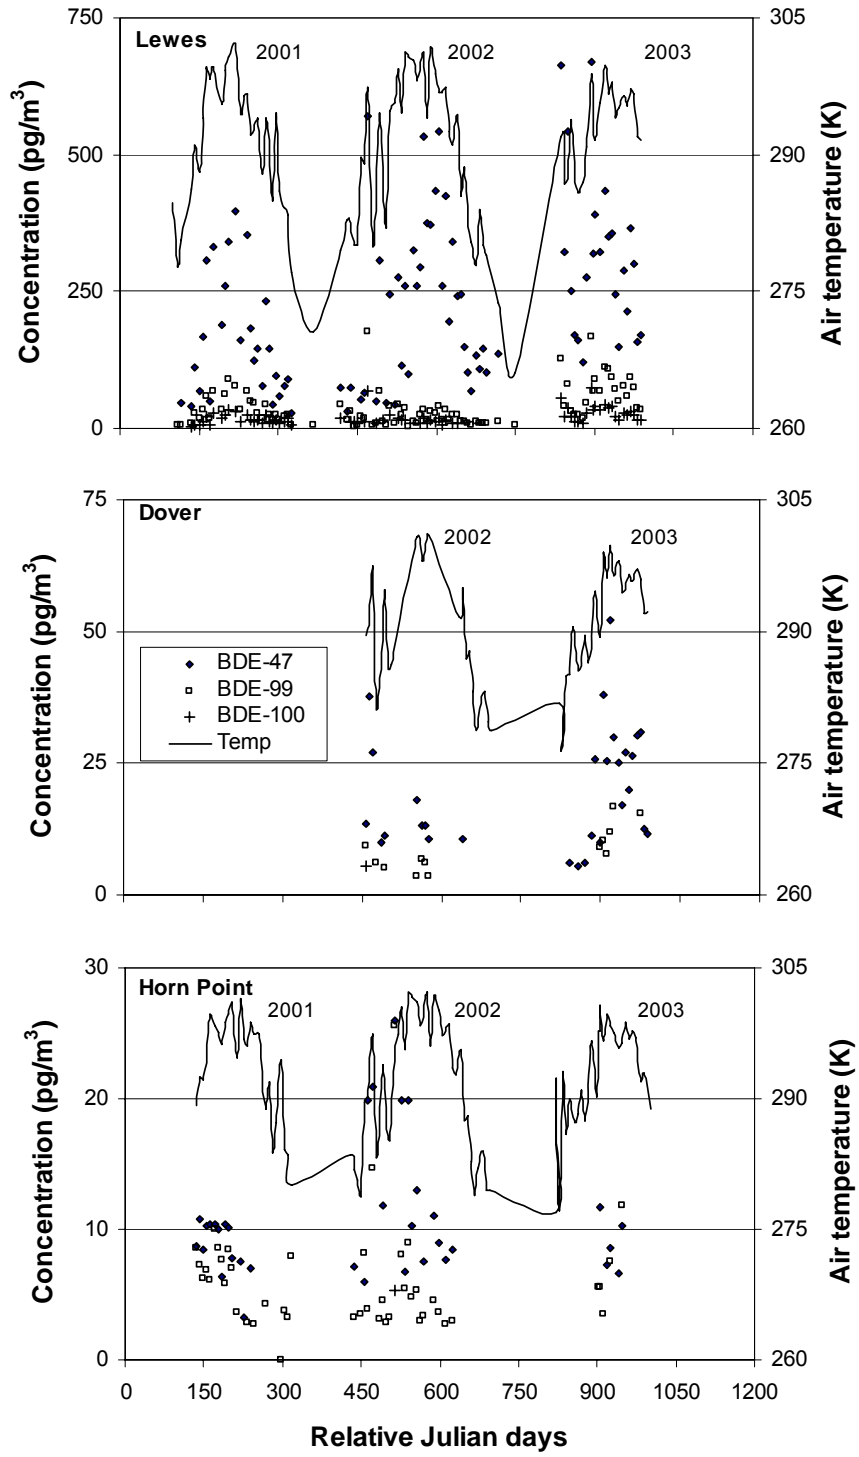 750
305
Lewes
2001
2002
2003
Concentration (pg/m³)
500
290
Air temperature (K)
250
275
0
260
75
305
Dover
2002
2003
Concentration (pg/m³)
50
290
Air temperature (K)
BDE-47
BDE-99
BDE-100
Temp
25
275
0
260
30
305
Horn Point
2001
2002
2003
Concentration (pg/m³)
20
290
Air temperature (K)
10
275
0
260
0 150 300 450 600 750 900 1050 1200
Relative Julian days